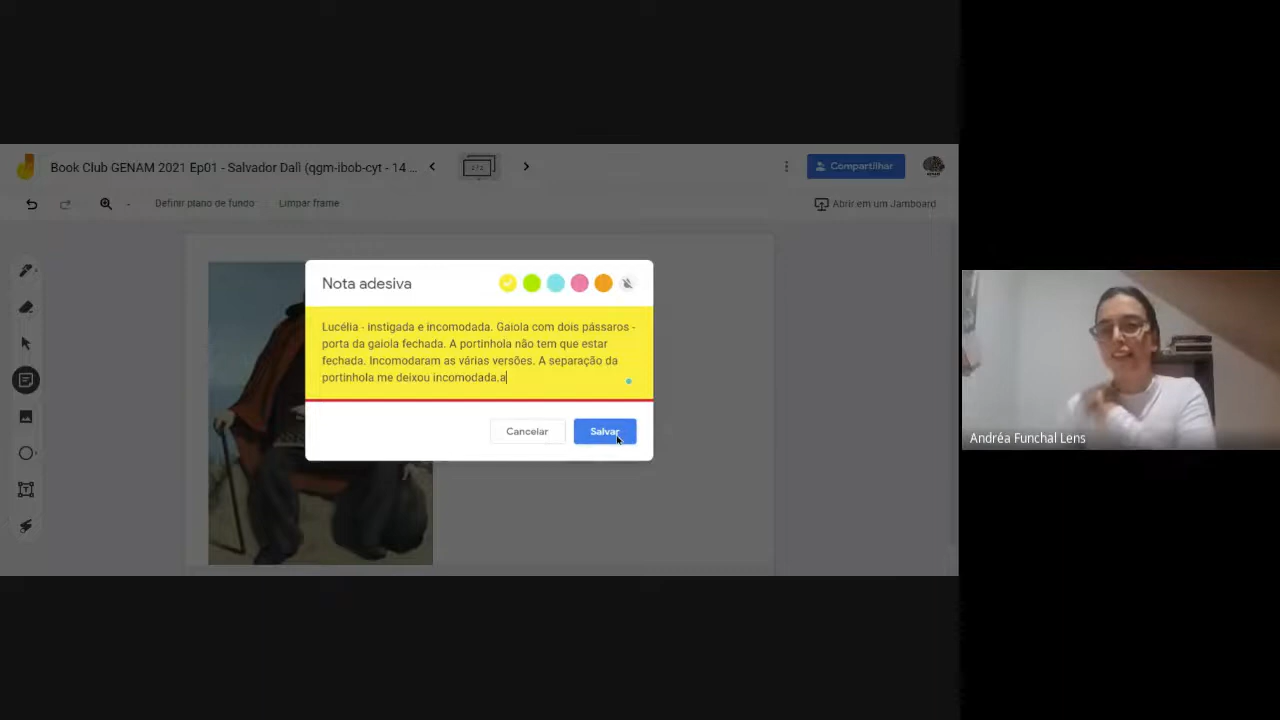 Book Club GENAM 2021 Ep01 - Salvador Dalì (qgm-ibob-cyt - 14 ...
Compartilhar
Definir plano de fundo
Limpar frame
Abrir em um Jamboard
Nota adesiva
Lucélia - instigada e incomodada. Gaiola com dois pássaros -
porta da gaiola fechada. A portinhola não tem que estar
fechada. Incomodaram as várias versões. A separação da
portinhola me deixou incomodada.a
Cancelar
Salvar
Andréa Funchal Lens